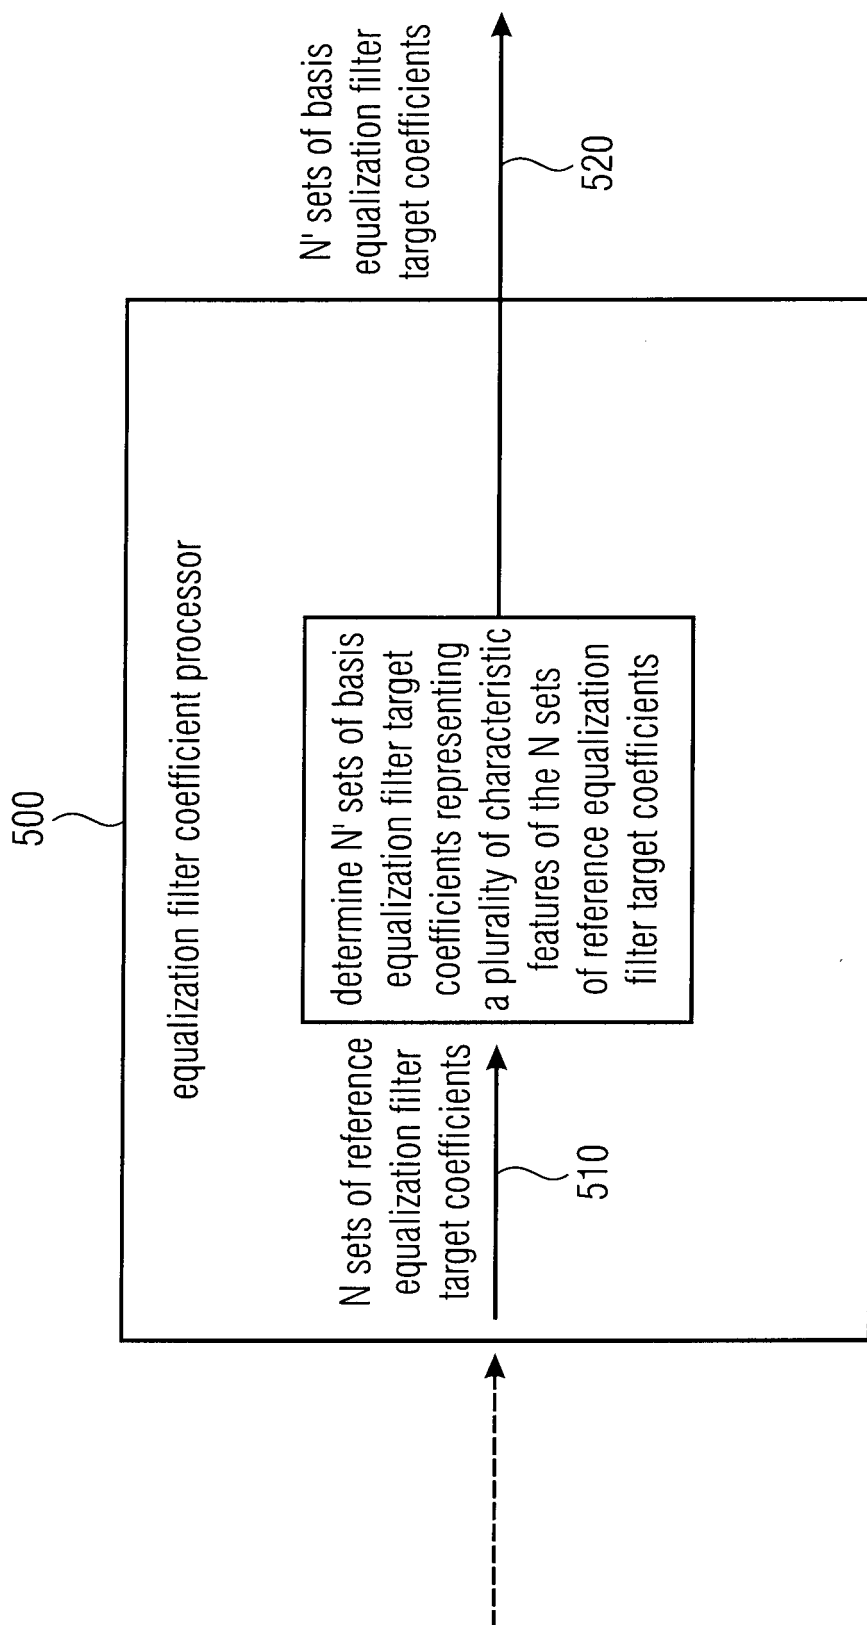 500
equalization filter coefficient processor
N sets of reference
equalization filter
target coefficients
510
determine N' sets of basis
equalization filter target
coefficients representing
a plurality of characteristic
features of the N sets
of reference equalization
filter target coefficients
N' sets of basis
equalization filter
target coefficients
520